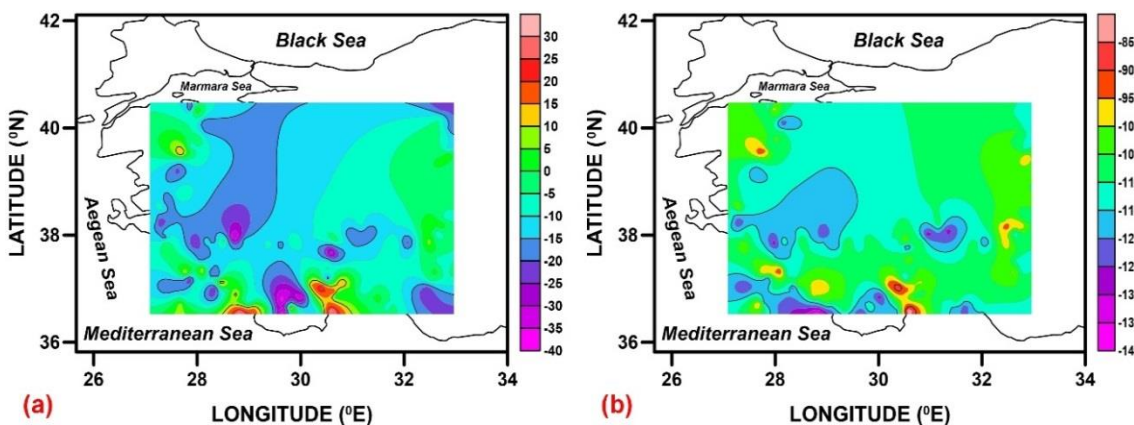 42
40
38
36
LATITUDE (⁰N)
Black Sea
Marmara Sea
Aegean Sea
Mediterranean Sea
26 28 30 32 34
LONGITUDE (⁰E)
(a)
30
25
20
15
10
5
0
-5
-10
-15
-20
-25
-30
-35
-40
42
40
38
36
LATITUDE (⁰N)
Black Sea
Marmara Sea
Aegean Sea
Mediterranean Sea
26 28 30 32 34
LONGITUDE (⁰E)
(b)
-85
-90
-95
-10
-10
-11
-11
-12
-12
-13
-13
-14